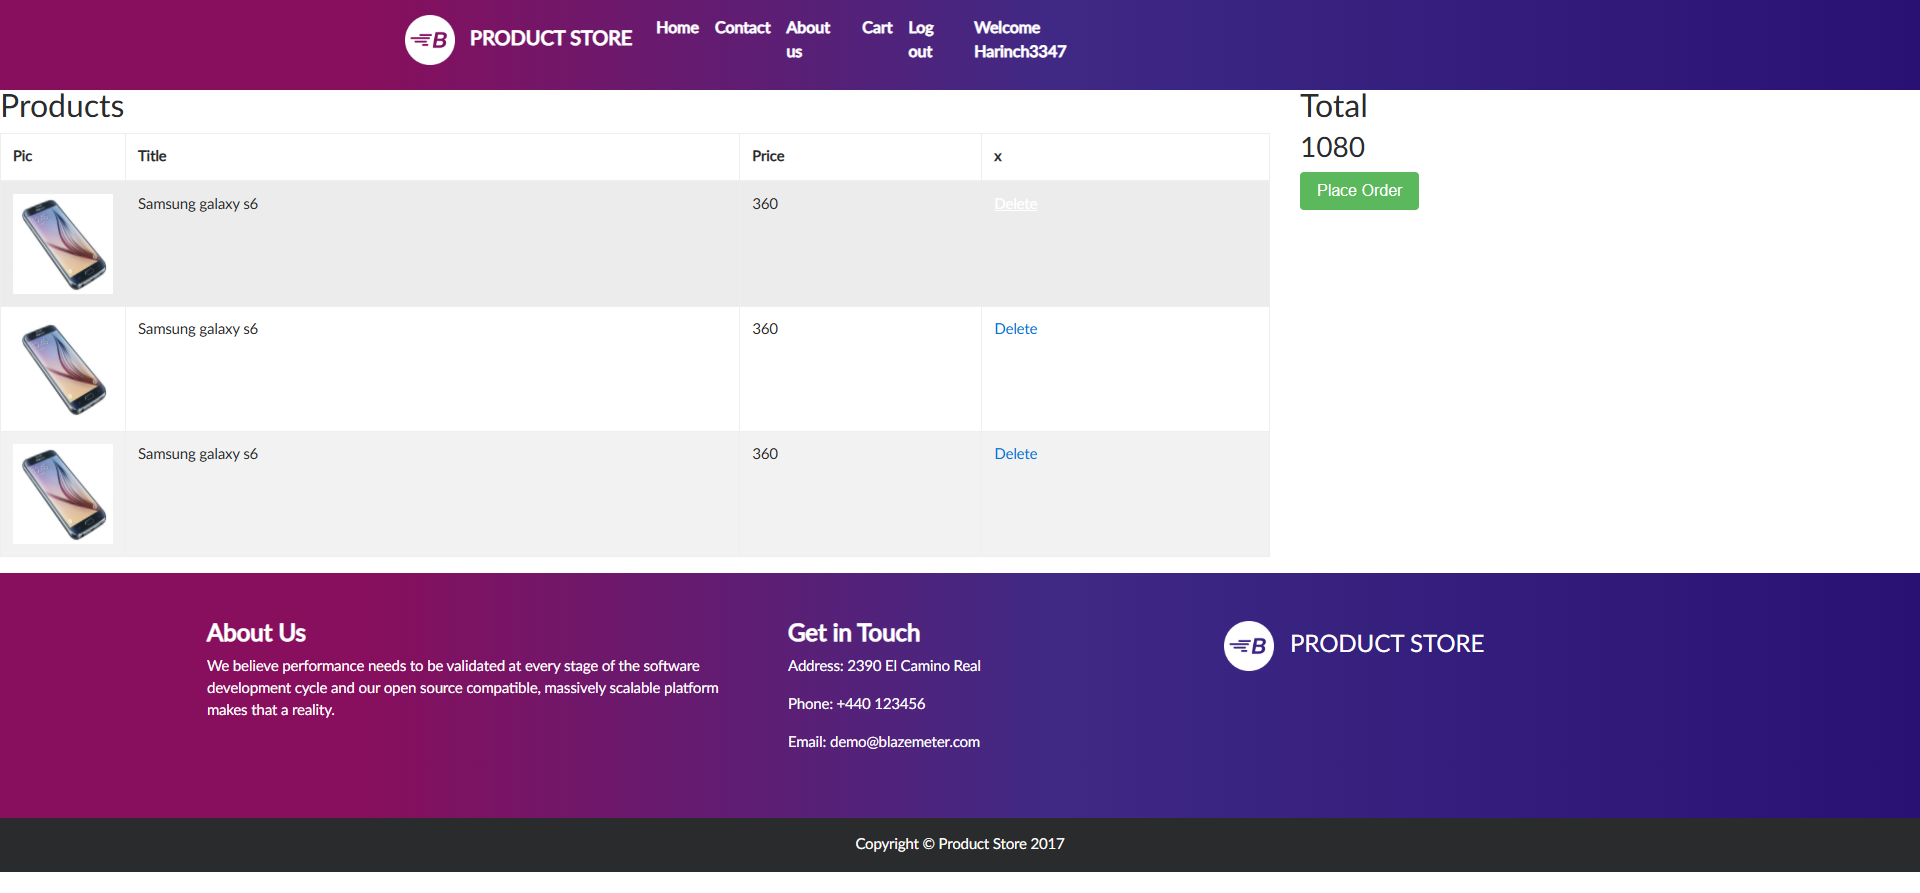 B PRODUCT STORE Home Contact About us Cart Log out Welcome Harinch3347
Products
Total
1080
Place Order
Pic Title Price x
Samsung galaxy s6 360 Delete
Samsung galaxy s6 360 Delete
Samsung galaxy s6 360 Delete
About Us
We believe performance needs to be validated at every stage of the software
development cycle and our open source compatible, massively scalable platform
makes that a reality.
Get in Touch
Address: 2390 El Camino Real
Phone: +440 123456
Email: demo@blazemeter.com
B PRODUCT STORE
Copyright © Product Store 2017